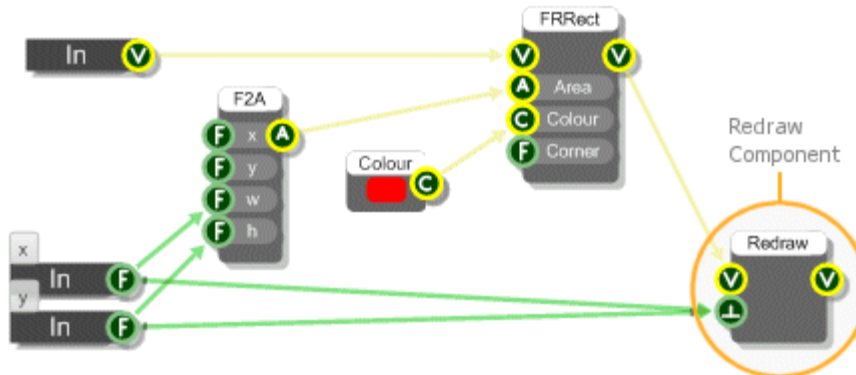 FRRect
In V
V V
F2A
A Area
F x A
C Colour
Redraw
Component
F y
Colour
F Corner
F w
C
F h
x
Redraw
In F
V V
y
In F